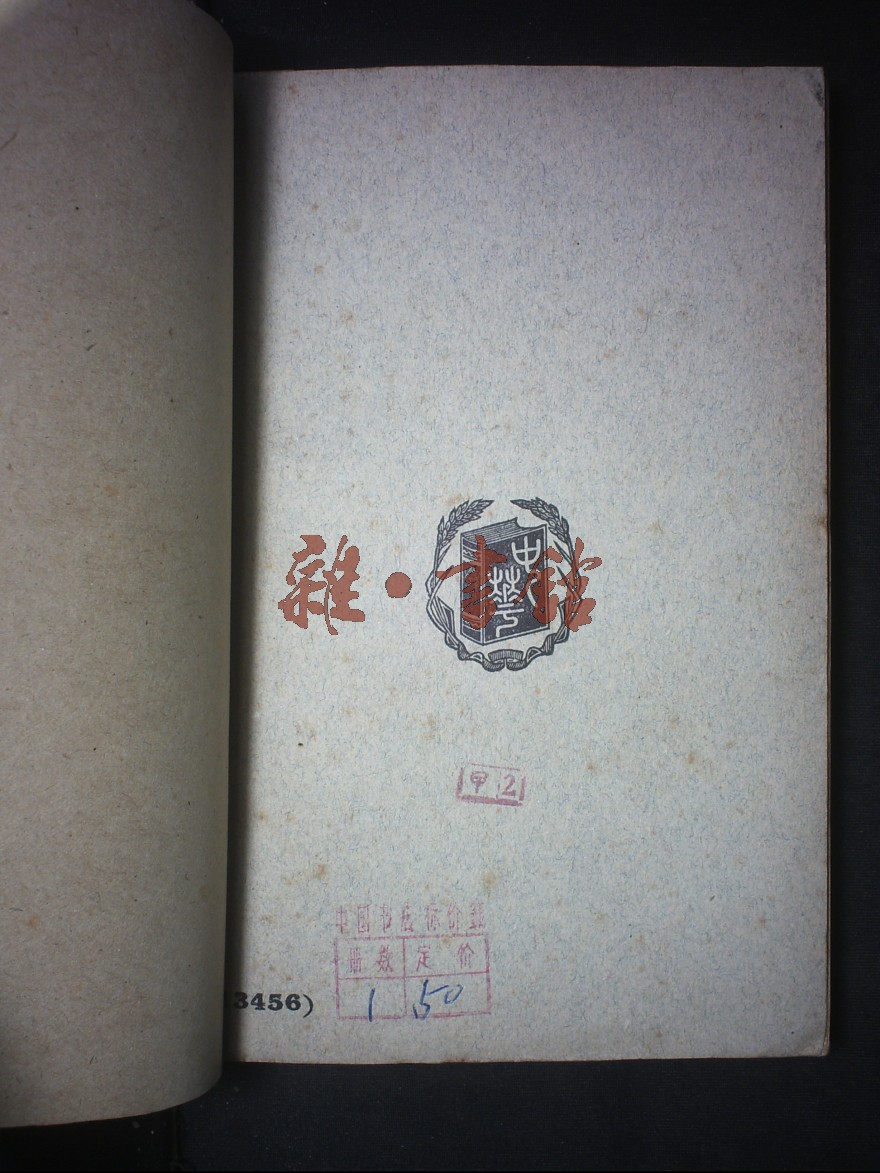 中華
雜·書館
甲 2
中国书店标价签
册数 定价
1 50
3456)